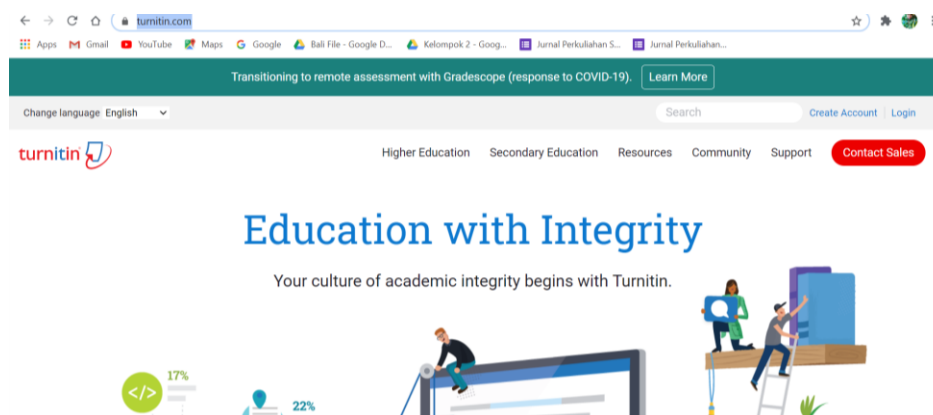 turnitin.com
Apps Gmail YouTube Maps Google Bali File - Google D... Kelompok 2 - Goog... Jurnal Perkuliahan S... Jurnal Perkuliahan...
Transitioning to remote assessment with Gradescope (response to COVID-19). Learn More
Change language English Search Create Account Login
turnitin Higher Education Secondary Education Resources Community Support Contact Sales
Education with Integrity
Your culture of academic integrity begins with Turnitin.
17%
</>
22%